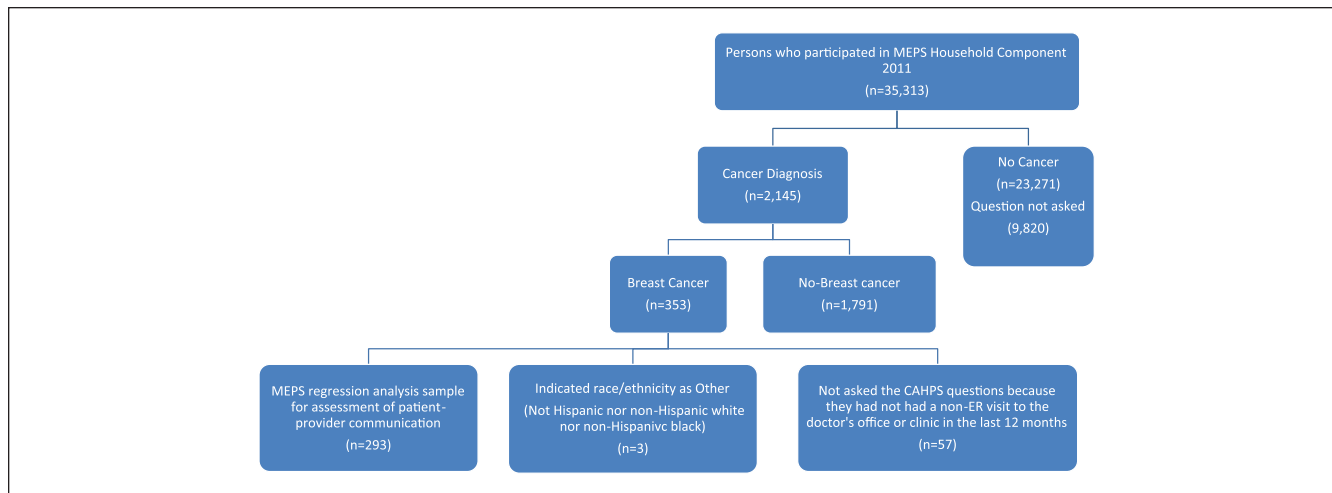 Persons who participated in MEPS Household Component
2011
(n=35,313)
Cancer Diagnosis
(n=2,145)
No Cancer
(n=23,271)
Question not asked
(9,820)
Breast Cancer
(n=353)
No-Breast cancer
(n=1,791)
MEPS regression analysis sample
for assessment of patient-
provider communication
(n=293)
Indicated race/ethnicity as Other
(Not Hispanic nor non-Hispanic white
nor non-Hispanivc black)
(n=3)
Not asked the CAHPS questions because
they had not had a non-ER visit to the
doctor's office or clinic in the last 12 months
(n=57)